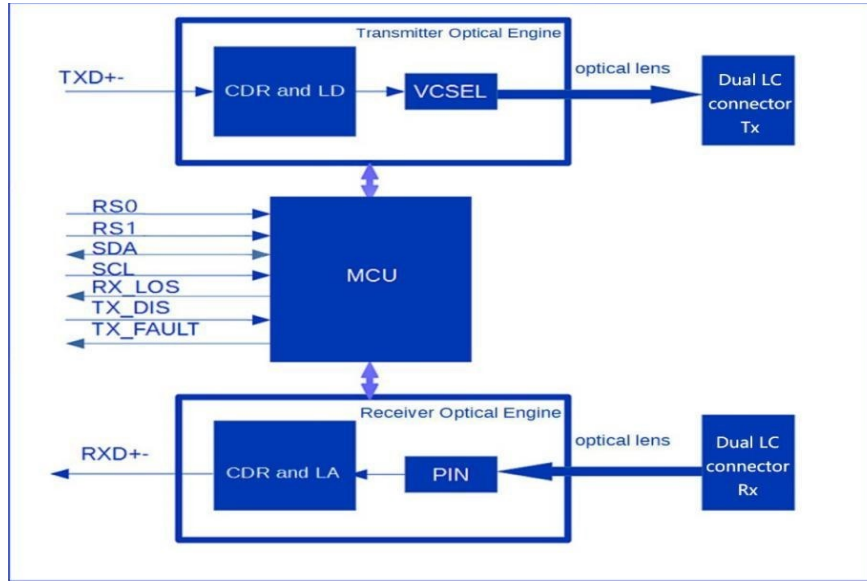 Transmitter Optical Engine
TXD+-
CDR and LD
VCSEL
optical lens
Dual LC
connector
Tx
RS0
RS1
SDA
SCL
RX_LOS
TX_DIS
TX_FAULT
MCU
Receiver Optical Engine
RXD+-
CDR and LA
PIN
optical lens
Dual LC
connector
Rx